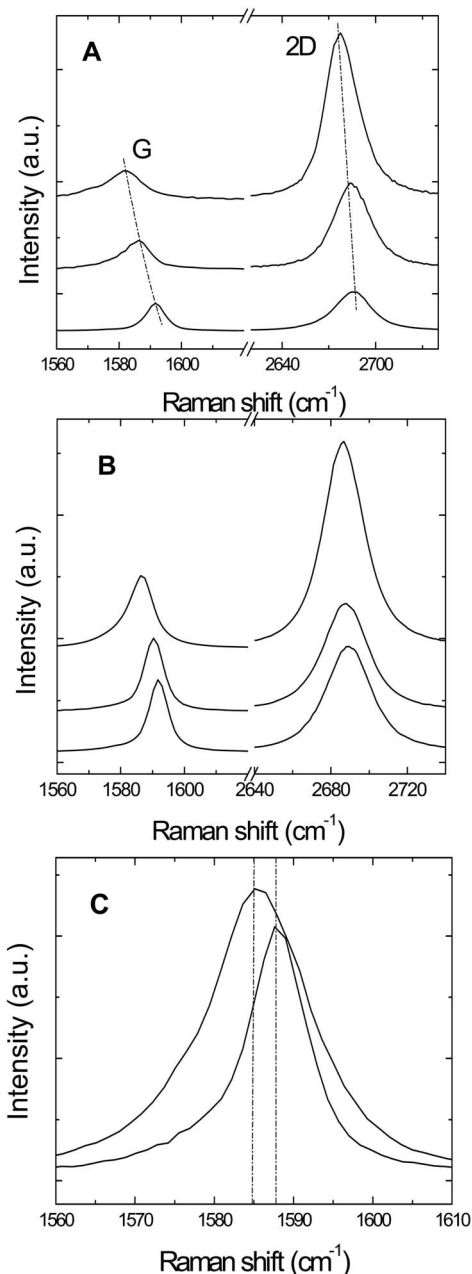 A
2D
G
Intensity (a.u.)
1560 1580 1600 2640 2700
Raman shift (cm⁻¹)
B
Intensity (a.u.)
1560 1580 1600 2640 2680 2720
Raman shift (cm⁻¹)
C
Intensity (a.u.)
1560 1570 1580 1590 1600 1610
Raman shift (cm⁻¹)